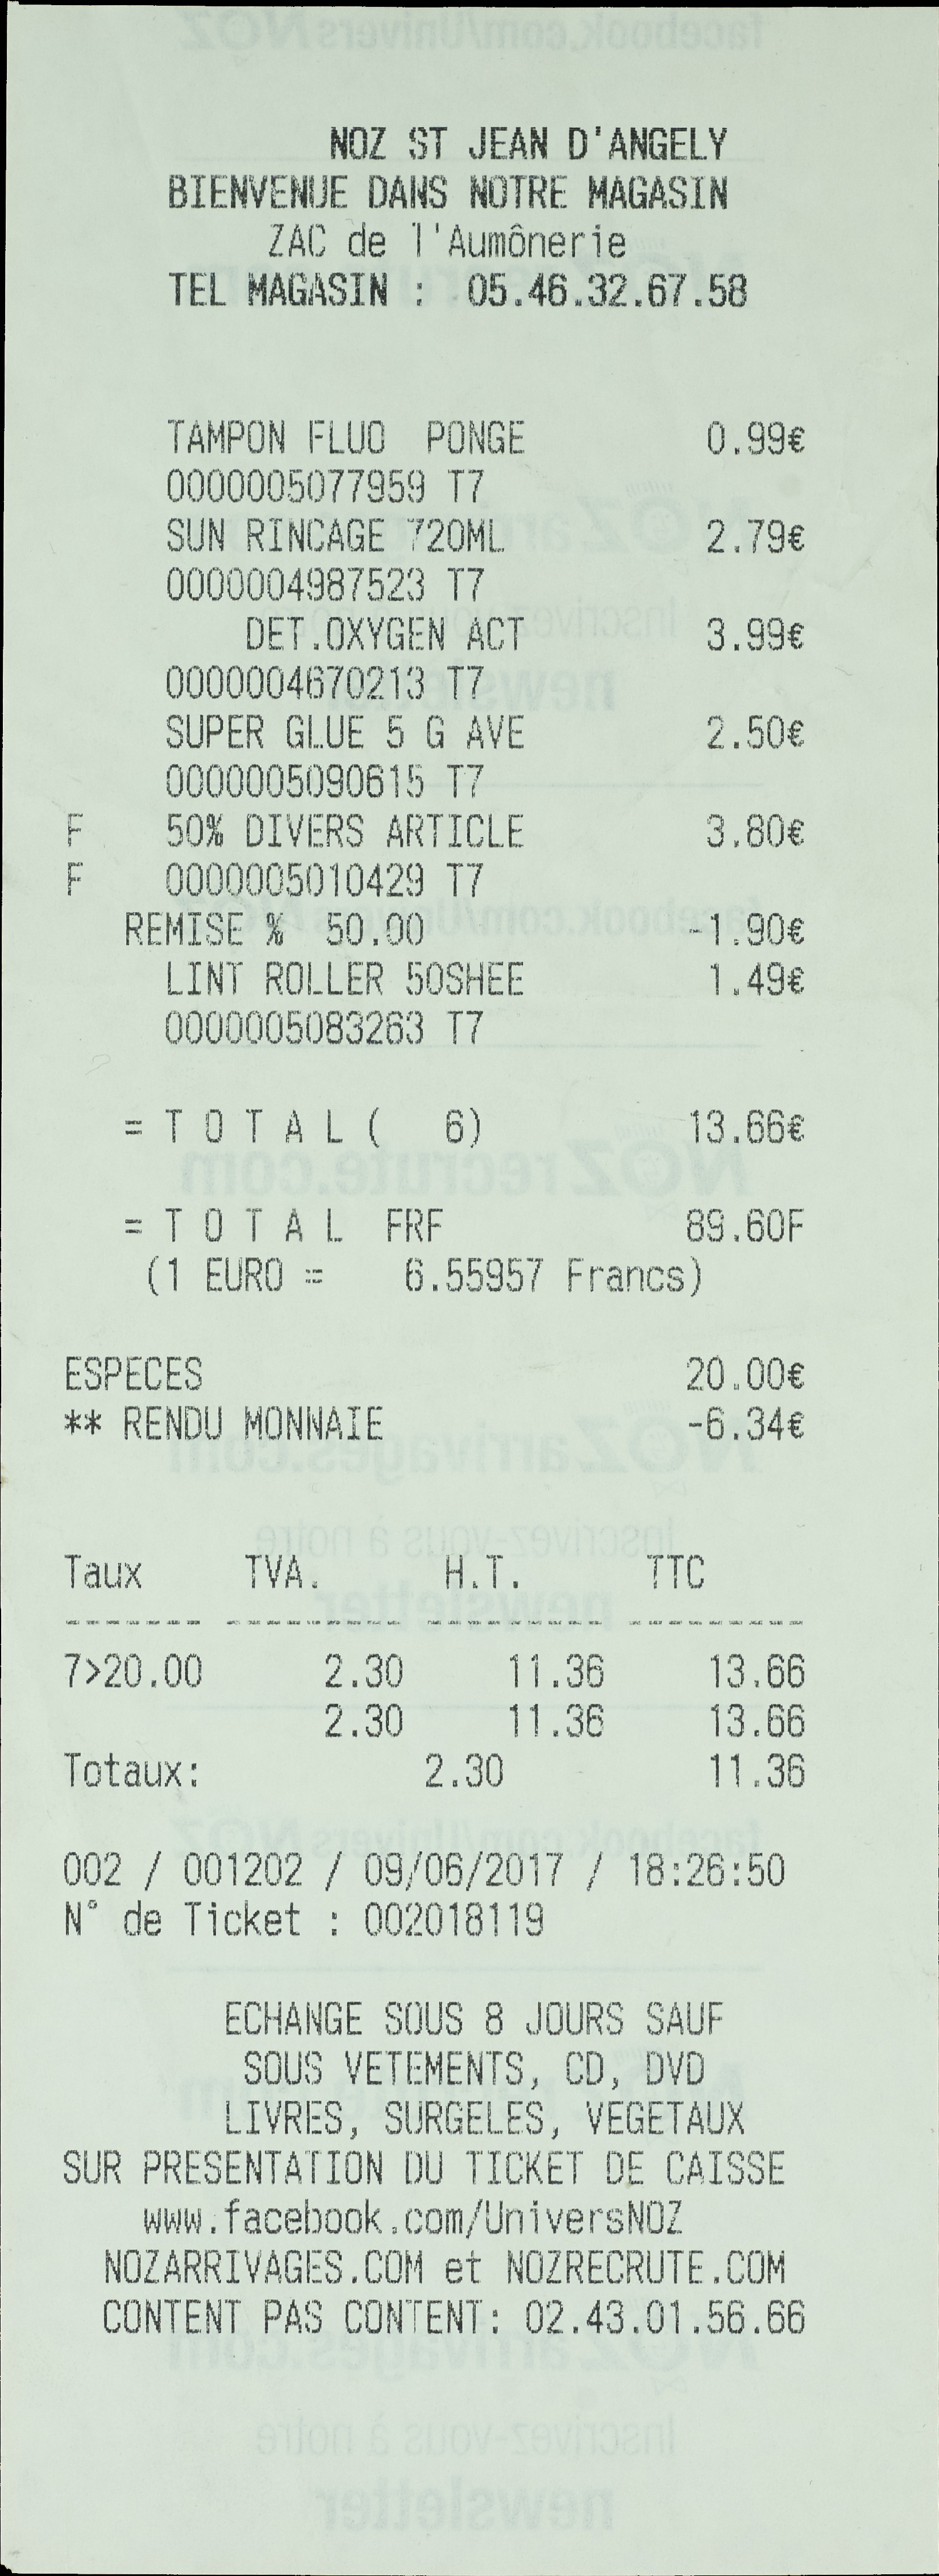 NOZ ST JEAN D'ANGELY
BIENVENUE DANS NOTRE MAGASIN
ZAC de l'Aumônerie
TEL MAGASIN :  05.46.32.67.58
TAMPON FLUO  PONGE 0.99€
0000005077959 T7
SUN RINCAGE 720ML 2.79€
0000004987523 T7
DET.OXYGEN ACT 3.99€
0000004670213 T7
SUPER GLUE 5 G AVE 2.50€
0000005090615 T7
F 50% DIVERS ARTICLE 3.80€
F 0000005010429 T7
REMISE %  50.00 -1.90€
LINT ROLLER 50SHEE 1.49€
0000005083263 T7
= T O T A L (   6) 13.66€
= T O T A L  FRF 89.60F
(1 EURO =    6.55957 Francs)
ESPECES 20.00€
** RENDU MONNAIE -6.34€
Taux TVA. H.T. TTC
7>20.00 2.30 11.36 13.66
2.30 11.36 13.66
Totaux: 2.30 11.36
002 / 001202 / 09/06/2017 / 18:26:50
N° de Ticket : 002018119
ECHANGE SOUS 8 JOURS SAUF
SOUS VETEMENTS, CD, DVD
LIVRES, SURGELES, VEGETAUX
SUR PRESENTATION DU TICKET DE CAISSE
www.facebook.com/UniversNOZ
NOZARRIVAGES.COM et NOZRECRUTE.COM
CONTENT PAS CONTENT: 02.43.01.56.66